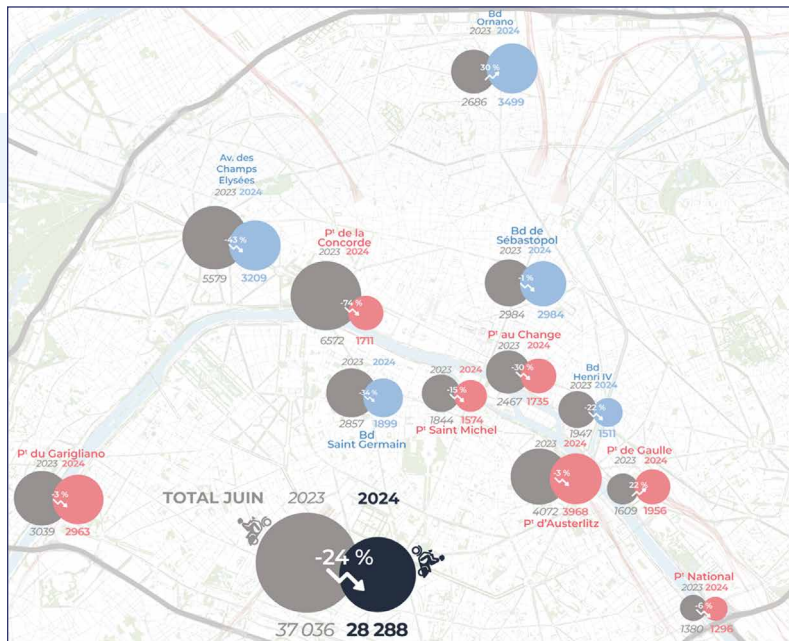 Bd
Ornano
2023 2024
30 %
2686 3499
Av. des
Champs
Elysées
2023 2024
-43 %
5579 3209
Pt de la
Concorde
2023 2024
-74 %
6572 1711
Bd de
Sébastopol
2023 2024
-1 %
2984 2984
Pt au Change
2023 2024
-30 %
2467 1735
2023 2024
-34 %
2857 1899
Bd
Saint Germain
2023 2024
-15 %
1844 1574
Pt Saint Michel
Bd
Henri IV
2023 2024
-22 %
1947 1511
Pt du Garigliano
2023 2024
-3 %
3039 2963
2023 2024
-3 %
4072 3968
Pt d'Austerlitz
Pt de Gaulle
2023 2024
22 %
1609 1956
TOTAL JUIN 2023 2024
-24 %
37 036 28 288
Pt National
2023 2024
-6 %
1380 1296